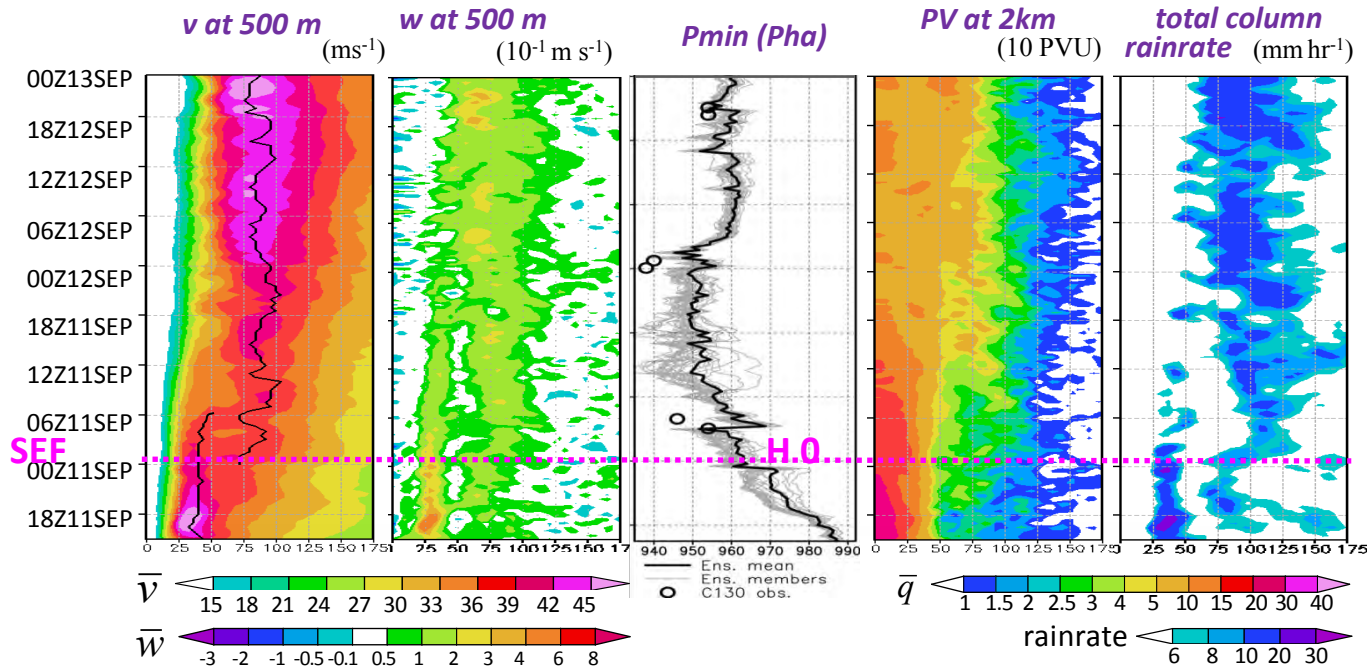 v at 500 m
(ms⁻¹)
w at 500 m
(10⁻¹ m s⁻¹)
Pmin (Pha)
PV at 2km
(10 PVU)
total column
rainrate (mm hr⁻¹)
00Z13SEP
18Z12SEP
12Z12SEP
06Z12SEP
00Z12SEP
18Z11SEP
12Z11SEP
06Z11SEP
SEF
H 0
00Z11SEP
18Z11SEP
0 25 50 75 100 125 150 175
25 50 75 100 125 150 175
940 950 960 970 980 990
0 25 50 75 100 125 150 175
0 25 50 75 100 125 150 175
Ens. mean
Ens. members
C130 obs.
v̅
15 18 21 24 27 30 33 36 39 42 45
w̅
-3 -2 -1 -0.5 -0.1 0.5 1 2 3 4 6 8
q̅
1 1.5 2 2.5 3 4 5 10 15 20 30 40
rainrate
6 8 10 20 30